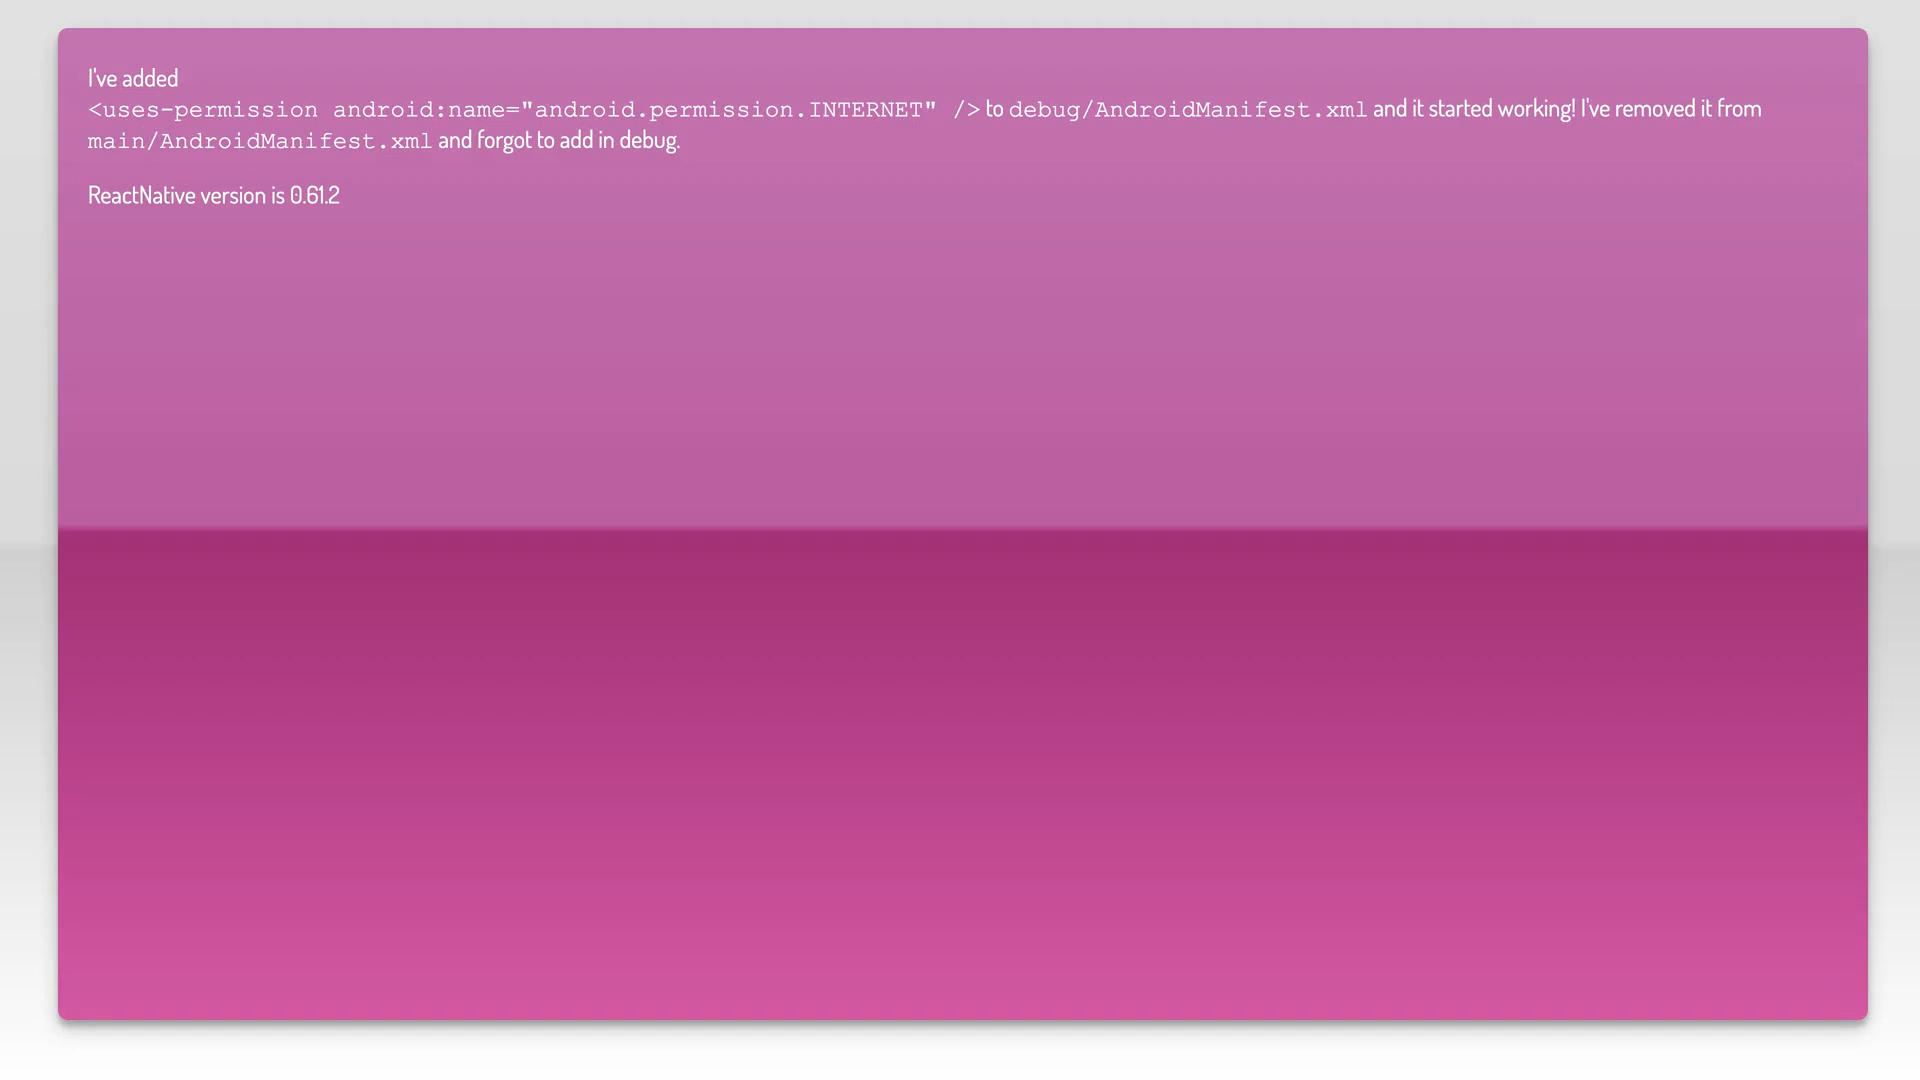 I've added
<uses-permission android:name="android.permission.INTERNET" /> to debug/AndroidManifest.xml and it started working! I've removed it from
main/AndroidManifest.xml and forgot to add in debug.
ReactNative version is 0.61.2